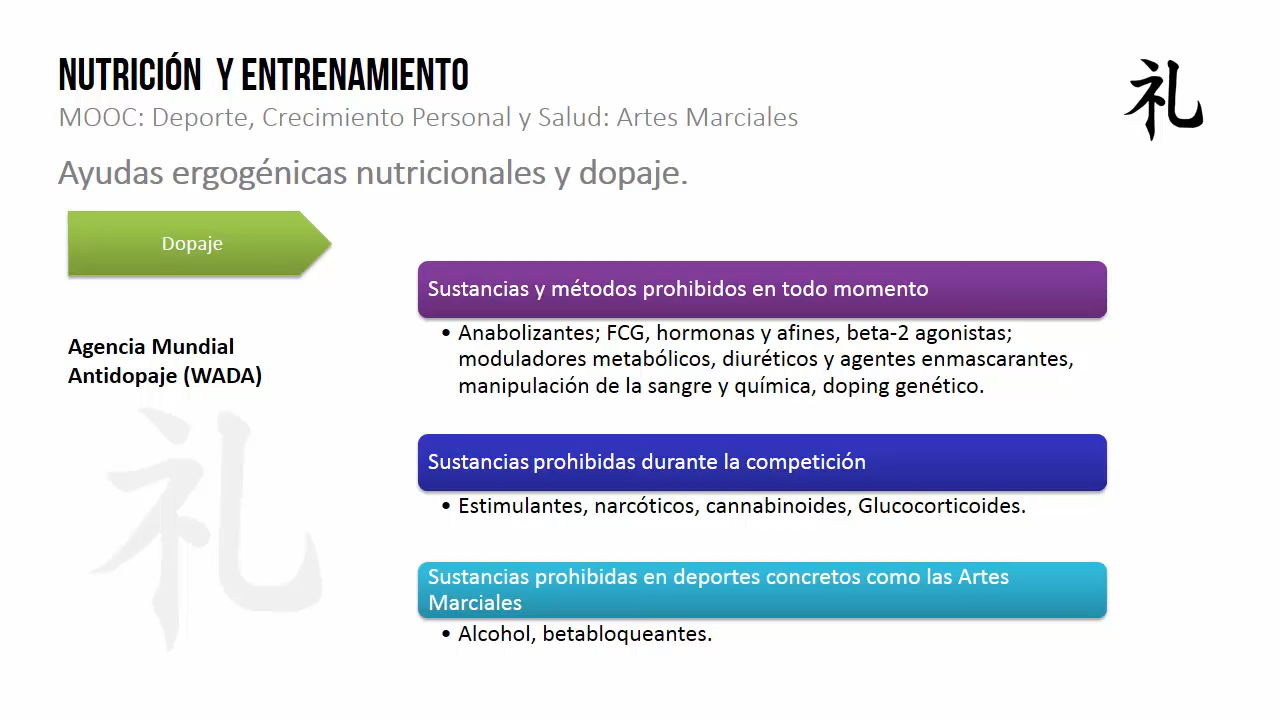 NUTRICIÓN Y ENTRENAMIENTO
MOOC: Deporte, Crecimiento Personal y Salud: Artes Marciales
礼
Ayudas ergogénicas nutricionales y dopaje.
Dopaje
Agencia Mundial
Antidopaje (WADA)
礼
Sustancias y métodos prohibidos en todo momento
• Anabolizantes; FCG, hormonas y afines, beta-2 agonistas;
moduladores metabólicos, diuréticos y agentes enmascarantes,
manipulación de la sangre y química, doping genético.
Sustancias prohibidas durante la competición
• Estimulantes, narcóticos, cannabinoides, Glucocorticoides.
Sustancias prohibidas en deportes concretos como las Artes
Marciales
• Alcohol, betabloqueantes.